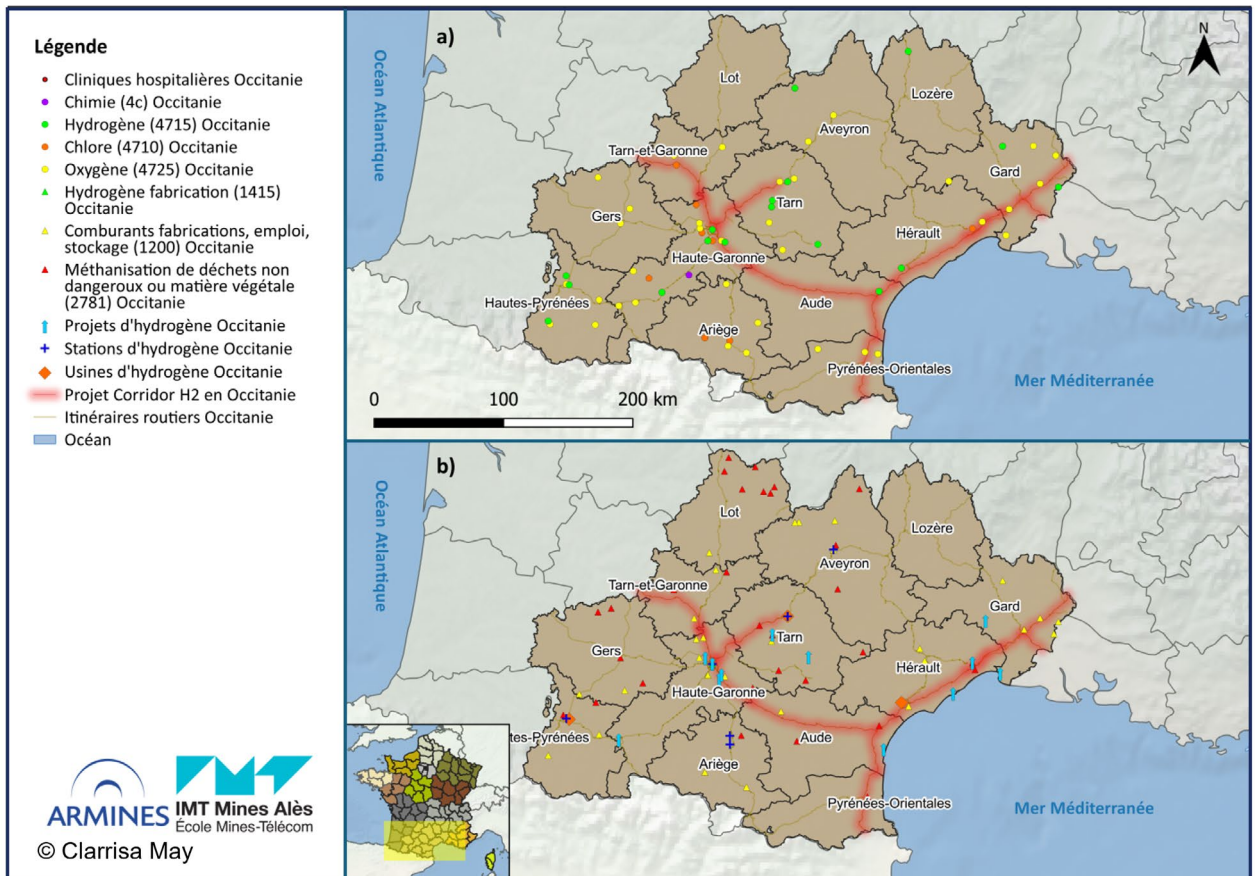 Légende
Cliniques hospitalières Occitanie
Chimie (4c) Occitanie
Hydrogène (4715) Occitanie
Chlore (4710) Occitanie
Oxygène (4725) Occitanie
Hydrogène fabrication (1415)
Occitanie
Comburants fabrications, emploi,
stockage (1200) Occitanie
Méthanisation de déchets non
dangeroux ou matière végétale
(2781) Occitanie
Projets d'hydrogène Occitanie
Stations d'hydrogène Occitanie
Usines d'hydrogène Occitanie
Projet Corridor H2 en Occitanie
Itinéraires routiers Occitanie
Océan
ARMINES
IMT Mines Alès
École Mines-Télécom
© Clarrisa May
a)
N
Océan Atlantique
Lot
Lozère
Aveyron
Tarn-et-Garonne
Gard
Tarn
Gers
Hérault
Haute-Garonne
Hautes-Pyrénées
Aude
Ariège
Pyrénées-Orientales
Mer Méditerranée
0 100 200 km
b)
Océan Atlantique
Lot
Lozère
Aveyron
Tarn-et-Garonne
Gard
Tarn
Gers
Hérault
Haute-Garonne
tes-Pyrénées
Aude
Ariège
Pyrénées-Orientales
Mer Méditerranée